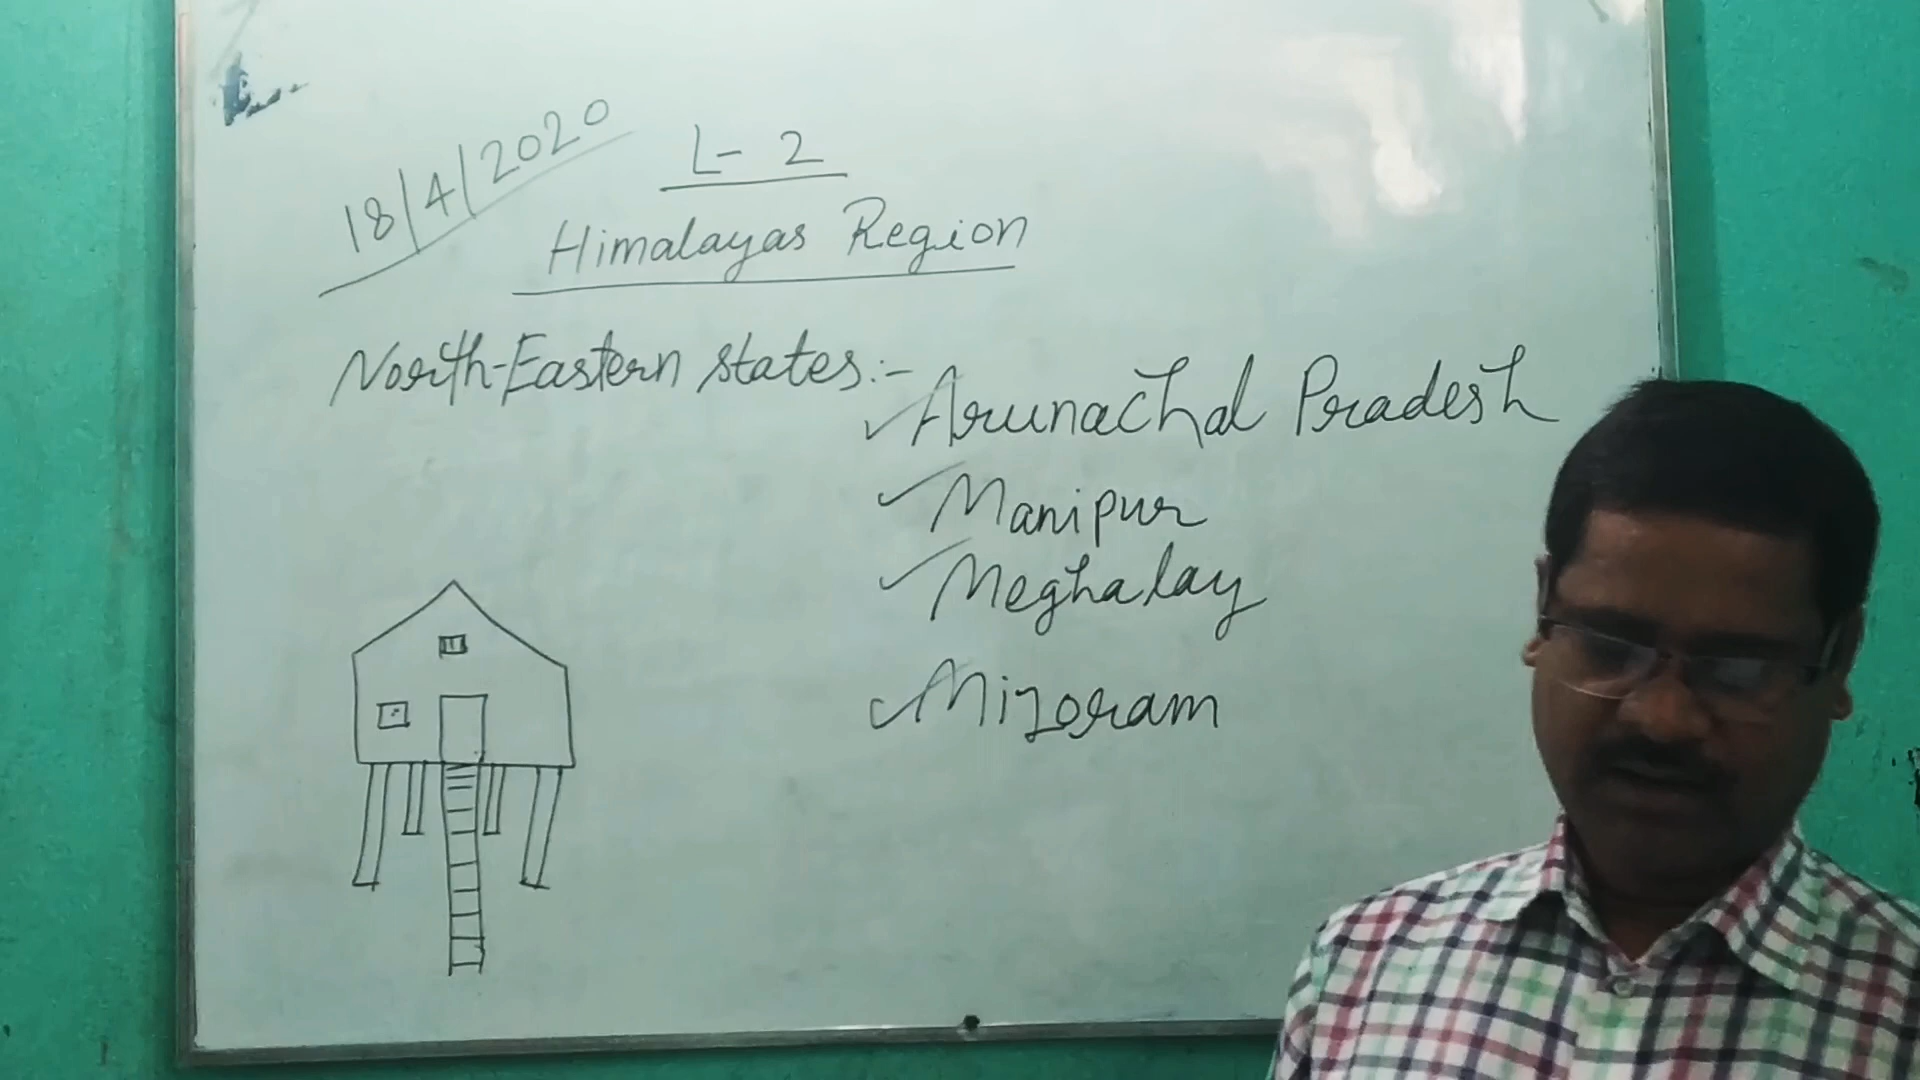 18/4/2020
L- 2
Himalayas Region
North-Eastern states:-
Arunachal Pradesh
Manipur
Meghalay
Mizoram